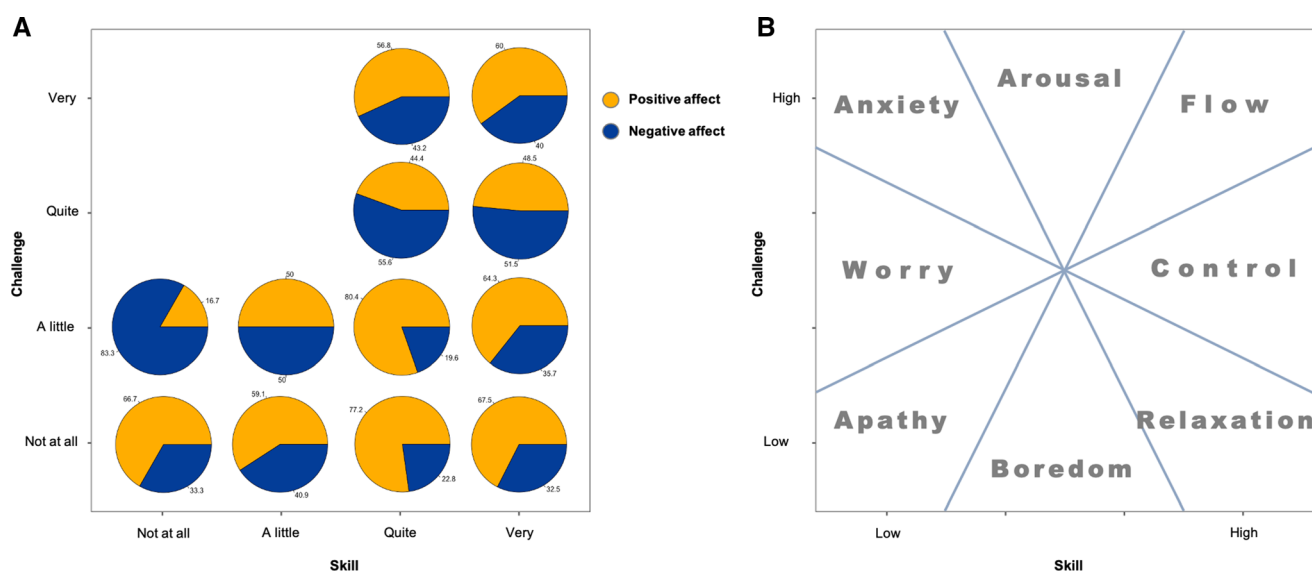 A
B
56.8
60
Very
Positive affect
Negative affect
43.2
40
44.4
48.5
Quite
55.6
51.5
Challenge
16.7
50
80.4
64.3
A little
83.3
50
19.6
35.7
66.7
59.1
77.2
67.5
Not at all
33.3
40.9
22.8
32.5
Not at all
A little
Quite
Very
Skill
High
Anxiety
Arousal
Flow
Challenge
Worry
Control
Low
Apathy
Relaxation
Boredom
Low
High
Skill